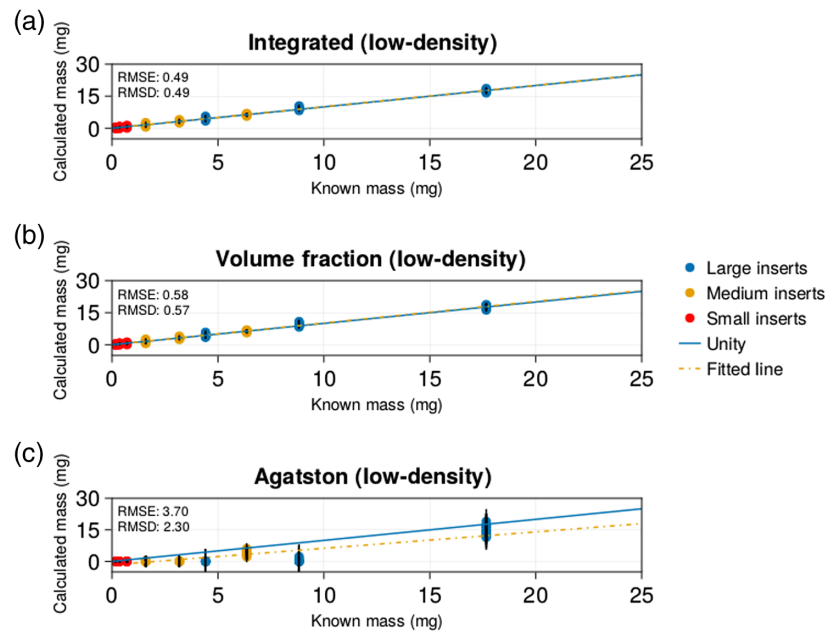 (a)
Integrated (low-density)
Calculated mass (mg)
30
15
0
RMSE: 0.49
RMSD: 0.49
0 5 10 15 20 25
Known mass (mg)
(b)
Volume fraction (low-density)
Calculated mass (mg)
30
15
0
RMSE: 0.58
RMSD: 0.57
0 5 10 15 20 25
Known mass (mg)
Large inserts
Medium inserts
Small inserts
Unity
Fitted line
(c)
Agatston (low-density)
Calculated mass (mg)
30
15
0
RMSE: 3.70
RMSD: 2.30
0 5 10 15 20 25
Known mass (mg)